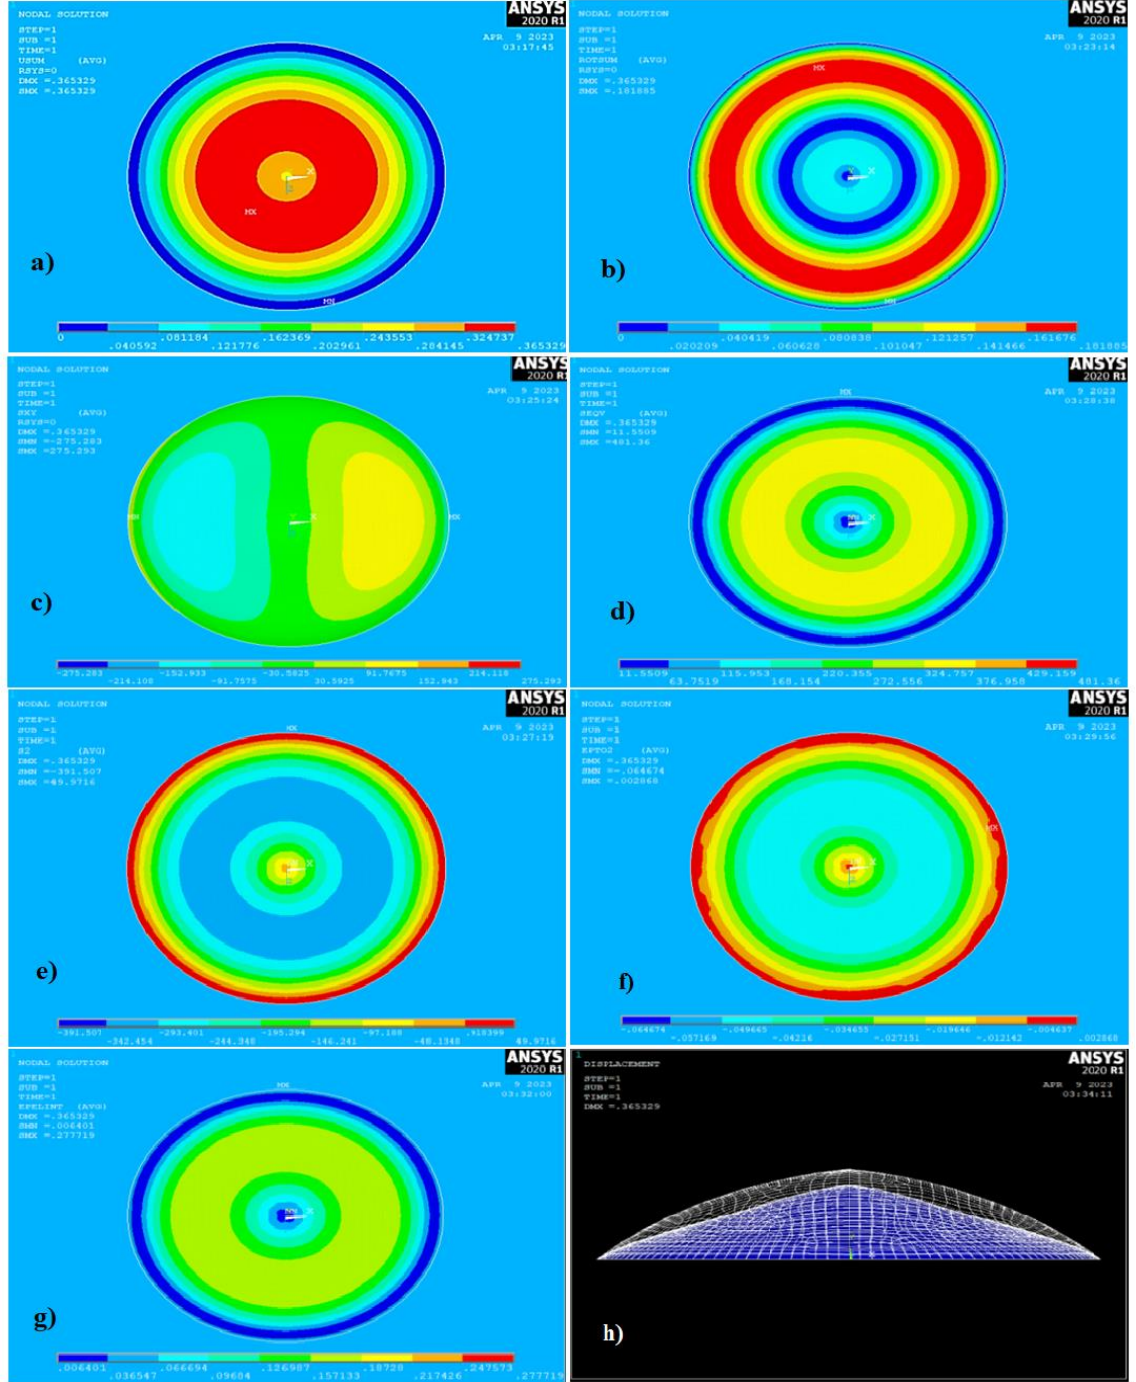 NODAL SOLUTION
STEP=1
SUB =1
TIME=1
USUM (AVG)
RSYS=0
DMX =.365329
SMX =.365329
ANSYS
2020 R1
APR 9 2023
03:17:45
X
MX
MN
a)
0 .081184 .162369 .243553 .324737
.040592 .121776 .202961 .284145 .365329
NODAL SOLUTION
STEP=1
SUB =1
TIME=1
ROTSUM (AVG)
RSYS=0
DMX =.365329
SMX =.181885
ANSYS
2020 R1
APR 9 2023
03:23:14
MX
X
MN
b)
0 .040419 .080838 .121257 .161676
.020209 .060628 .101047 .141466 .181885
NODAL SOLUTION
STEP=1
SUB =1
TIME=1
SXY (AVG)
RSYS=0
DMX =.365329
SMN =-275.283
SMX =275.293
ANSYS
2020 R1
APR 9 2023
03:25:24
MN
X
MX
c)
-275.283 -152.933 -30.5825 91.7675 214.118
-214.108 -91.7575 30.5925 152.943 275.293
NODAL SOLUTION
STEP=1
SUB =1
TIME=1
SEQV (AVG)
DMX =.365329
SMN =11.5509
SMX =481.36
ANSYS
2020 R1
APR 9 2023
03:28:38
MX
MN X
d)
11.5509 115.953 220.355 324.757 429.159
63.7519 168.154 272.556 376.958 481.36
NODAL SOLUTION
STEP=1
SUB =1
TIME=1
S2 (AVG)
DMX =.365329
SMN =-391.507
SMX =49.9716
ANSYS
2020 R1
APR 9 2023
03:27:19
MX
X
e)
-391.507 -293.401 -195.294 -97.188 .918399
-342.454 -244.348 -146.241 -48.1348 49.9716
NODAL SOLUTION
STEP=1
SUB =1
TIME=1
EPTO2 (AVG)
DMX =.365329
SMN =-.064674
SMX =.002868
ANSYS
2020 R1
APR 9 2023
03:29:56
MX
X
f)
-.064674 -.049665 -.034655 -.019646 -.004637
-.057169 -.04216 -.027151 -.012142 .002868
NODAL SOLUTION
STEP=1
SUB =1
TIME=1
EPELINT (AVG)
DMX =.365329
SMN =.006401
SMX =.277719
ANSYS
2020 R1
APR 9 2023
03:32:00
MX
MN X
g)
.006401 .066694 .126987 .18728 .247573
.036547 .09684 .157133 .217426 .277719
1
DISPLACEMENT
STEP=1
SUB =1
TIME=1
DMX =.365329
ANSYS
2020 R1
APR 9 2023
03:34:11
h)